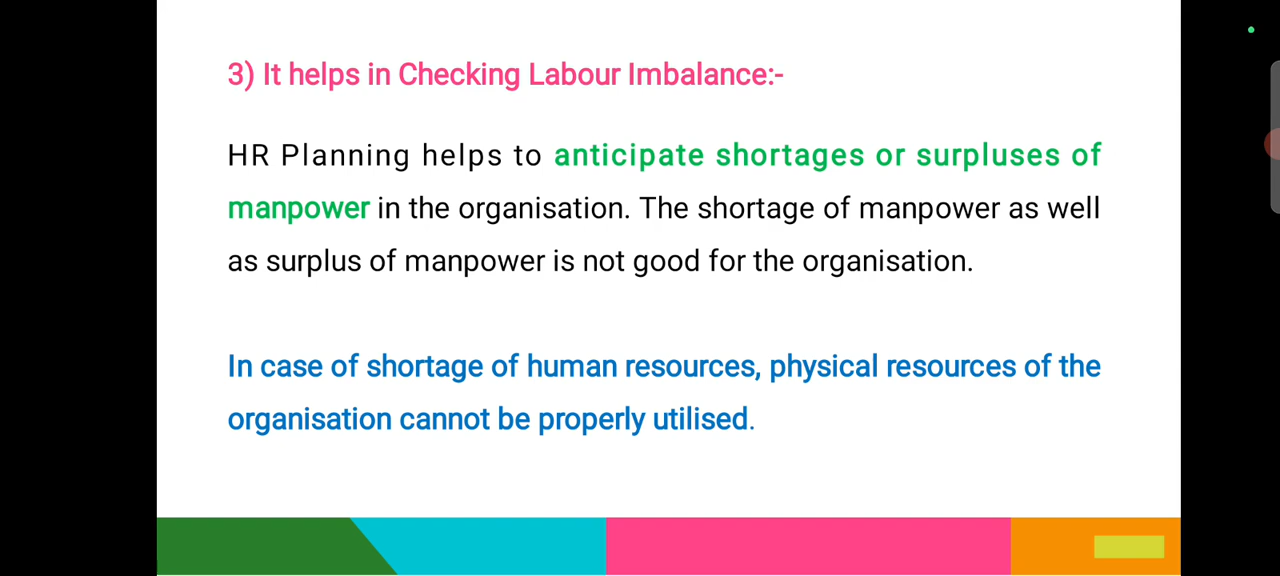 3) It helps in Checking Labour Imbalance:-
HR Planning helps to anticipate shortages or surpluses of
manpower in the organisation. The shortage of manpower as well
as surplus of manpower is not good for the organisation.
In case of shortage of human resources, physical resources of the
organisation cannot be properly utilised.